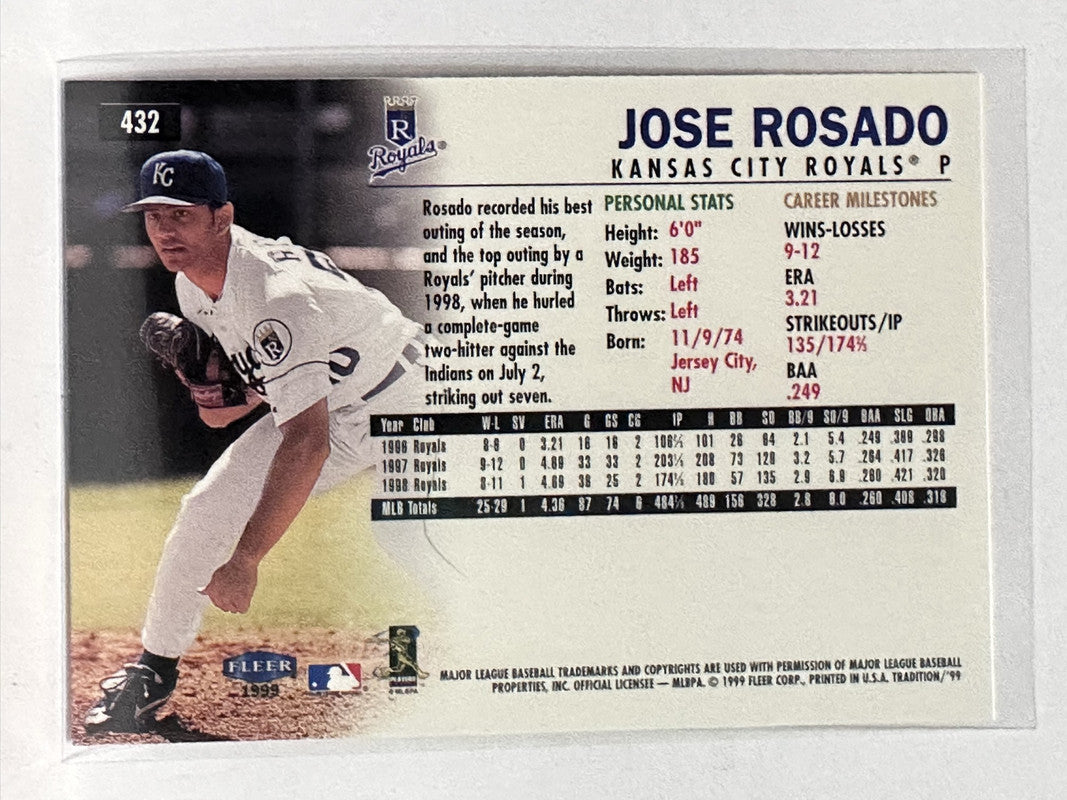 432
KC
R
Royals®
JOSE ROSADO
KANSAS CITY ROYALS® P
Rosado recorded his best
outing of the season,
and the top outing by a
Royals' pitcher during
1998, when he hurled
a complete-game
two-hitter against the
Indians on July 2,
striking out seven.
PERSONAL STATS
Height: 6'0"
Weight: 185
Bats: Left
Throws: Left
Born: 11/9/74
Jersey City,
NJ
CAREER MILESTONES
WINS-LOSSES
9-12
ERA
3.21
STRIKEOUTS/IP
135/174⅔
BAA
.249
Year Club W-L SV ERA G GS CG IP H BB SO BB/9 SO/9 BAA SLG OBA
1996 Royals 8-6 0 3.21 16 16 2 106⅔ 101 26 64 2.1 5.4 .249 .399 .298
1997 Royals 9-12 0 4.69 33 33 2 203⅓ 208 73 129 3.2 5.7 .264 .417 .326
1998 Royals 8-11 1 4.69 38 25 2 174⅔ 180 57 135 2.9 6.9 .260 .421 .320
MLB Totals 25-29 1 4.36 87 74 6 484⅔ 489 156 328 2.8 6.0 .260 .408 .318
FLEER
1999
MAJOR LEAGUE BASEBALL TRADEMARKS AND COPYRIGHTS ARE USED WITH PERMISSION OF MAJOR LEAGUE BASEBALL
PROPERTIES, INC. OFFICIAL LICENSEE — MLBPA. © 1999 FLEER CORP., PRINTED IN U.S.A. TRADITION/'99
©MLBPA